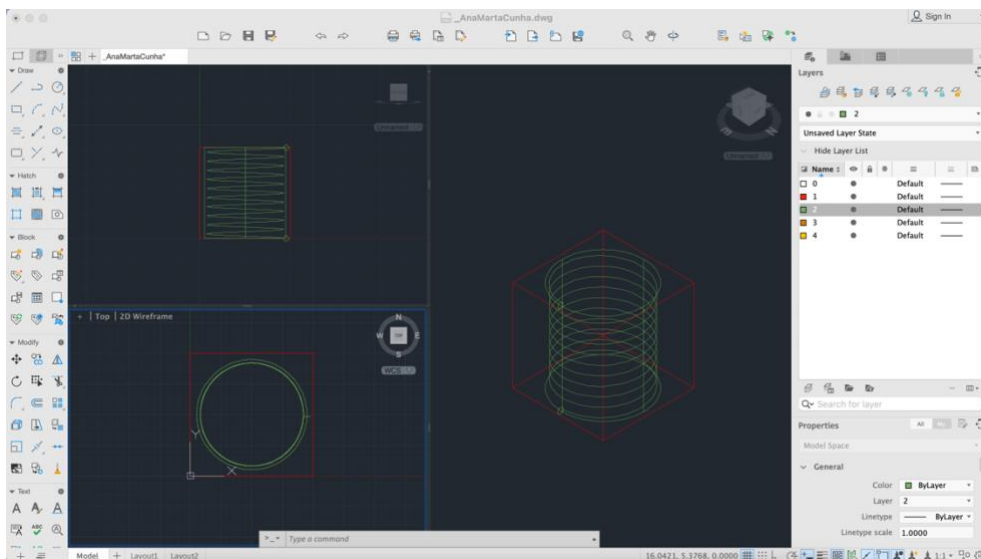 _AnaMartaCunha.dwg
Sign In
_AnaMartaCunha*
Draw
Hatch
Block
Modify
Text
Unnamed
+ | Top | 2D Wireframe
N
W
E
S
TOP
WCS
Y
X
Unnamed
Type a command
Model + Layout1 Layout2
16.0421, 5.3768, 0.0000
1:1
Layers
2
Unsaved Layer State
Hide Layer List
Name
0 Default
1 Default
2 Default
3 Default
4 Default
Search for layer
Properties
All
Model Space
General
Color ByLayer
Layer 2
Linetype ByLayer
Linetype scale 1.0000